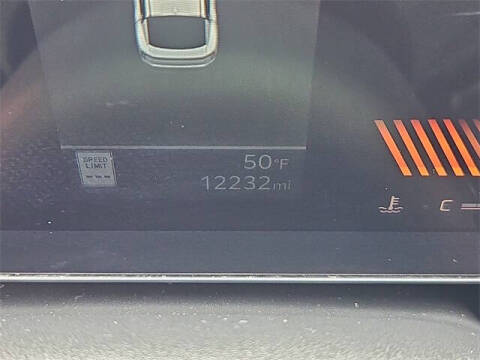 SPEED
LIMIT
---
50°F
12232mi
C